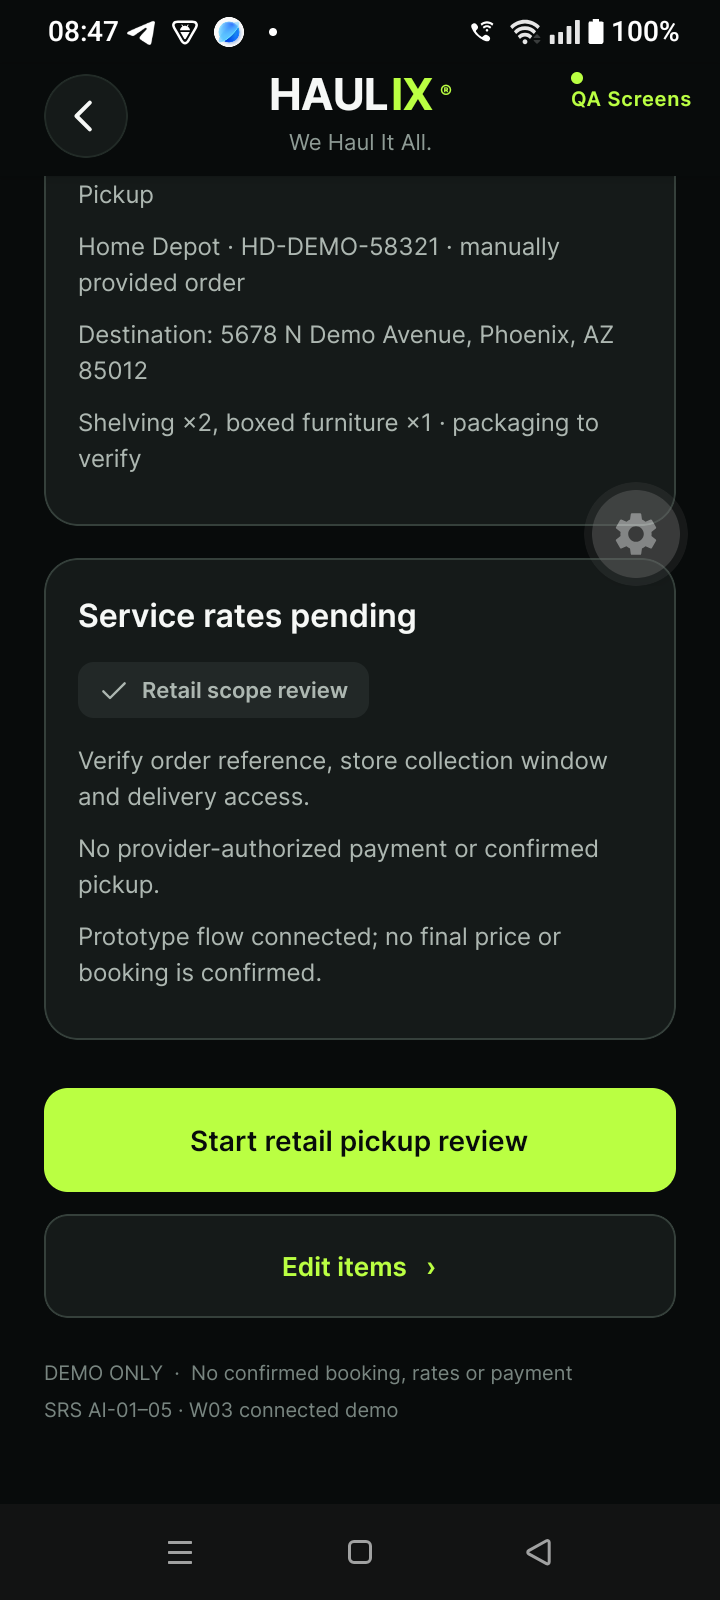 08:47
100%
HAULIX ®
QA Screens
We Haul It All.
Pickup
Home Depot · HD-DEMO-58321 · manually
provided order
Destination: 5678 N Demo Avenue, Phoenix, AZ
85012
Shelving ×2, boxed furniture ×1 · packaging to
verify
Service rates pending
Retail scope review
Verify order reference, store collection window
and delivery access.
No provider-authorized payment or confirmed
pickup.
Prototype flow connected; no final price or
booking is confirmed.
Start retail pickup review
Edit items ›
DEMO ONLY · No confirmed booking, rates or payment
SRS AI-01–05 · W03 connected demo